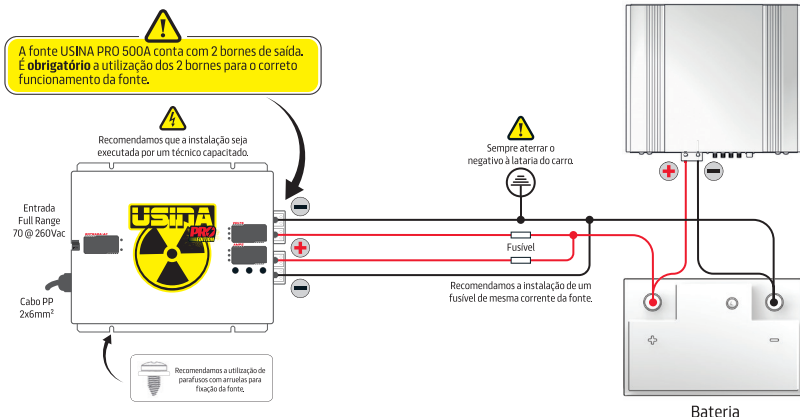 A fonte USINA PRO 500A conta com 2 bornes de saída.
É obrigatório a utilização dos 2 bornes para o correto
funcionamento da fonte.
Recomendamos que a instalação seja
executada por um técnico capacitado.
Sempre aterrar o
negativo à lataria do carro.
Entrada
Full Range
70 @ 260Vac
USINA
PRO
VOLTS
AMPS
Fusível
Cabo PP
2x6mm²
Recomendamos a instalação de um
fusível de mesma corrente da fonte.
Recomendamos a utilização de
parafusos com arruelas para
fixação da fonte.
Bateria